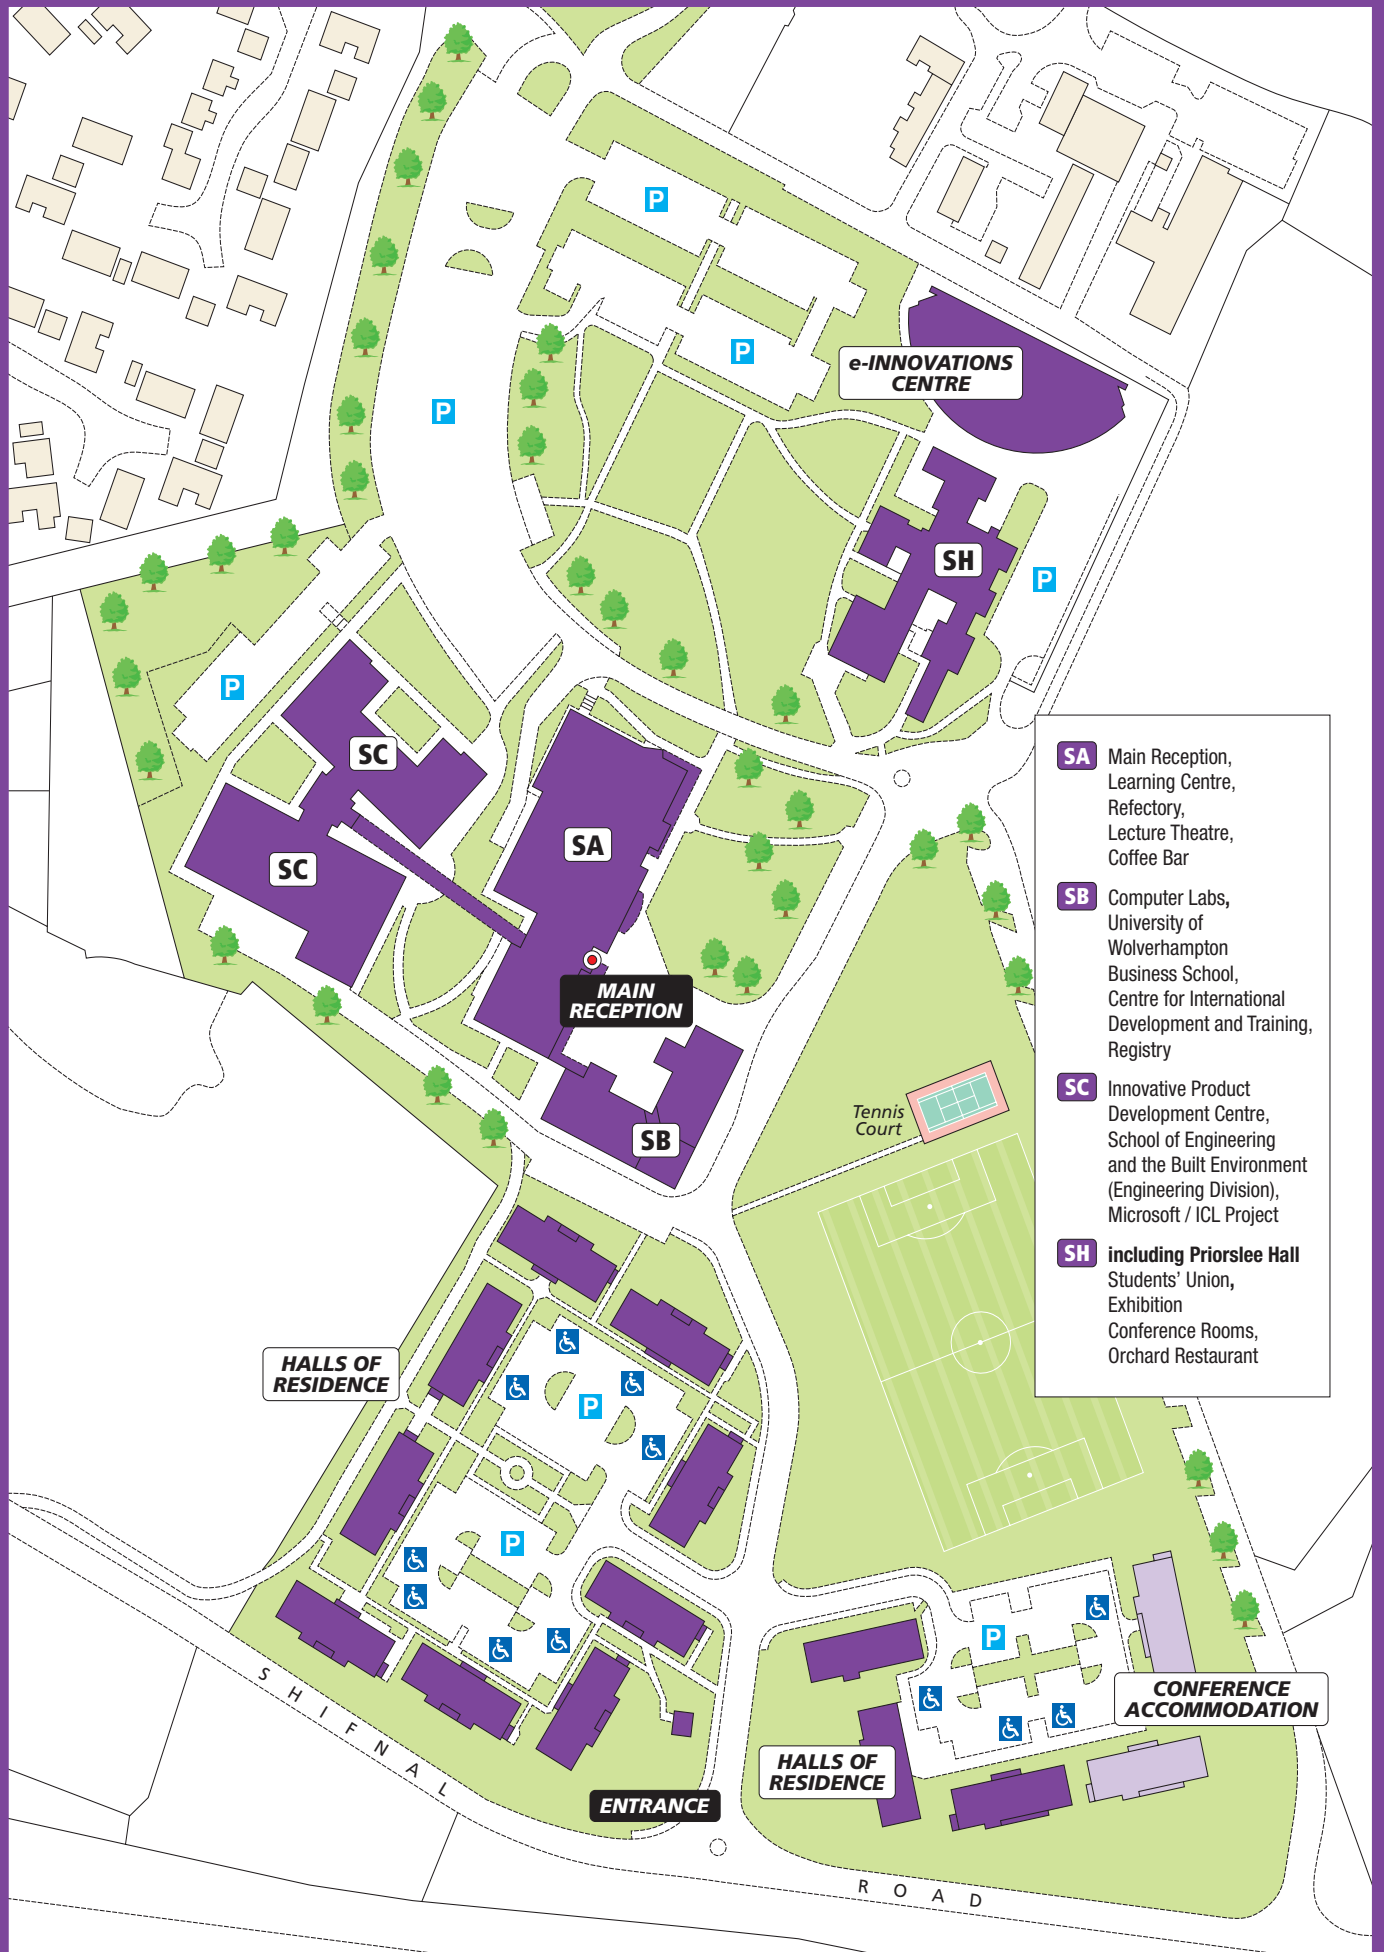 P
P
e-INNOVATIONS
CENTRE
P
SH
P
P
SC
SA
SC
MAIN
RECEPTION
SB
Tennis
Court
SA Main Reception,
Learning Centre,
Refectory,
Lecture Theatre,
Coffee Bar
SB Computer Labs,
University of
Wolverhampton
Business School,
Centre for International
Development and Training,
Registry
SC Innovative Product
Development Centre,
School of Engineering
and the Built Environment
(Engineering Division),
Microsoft / ICL Project
SH including Priorslee Hall
Students' Union,
Exhibition
Conference Rooms,
Orchard Restaurant
HALLS OF
RESIDENCE
P
P
P
CONFERENCE
ACCOMMODATION
HALLS OF
RESIDENCE
ENTRANCE
SHIFNAL
ROAD